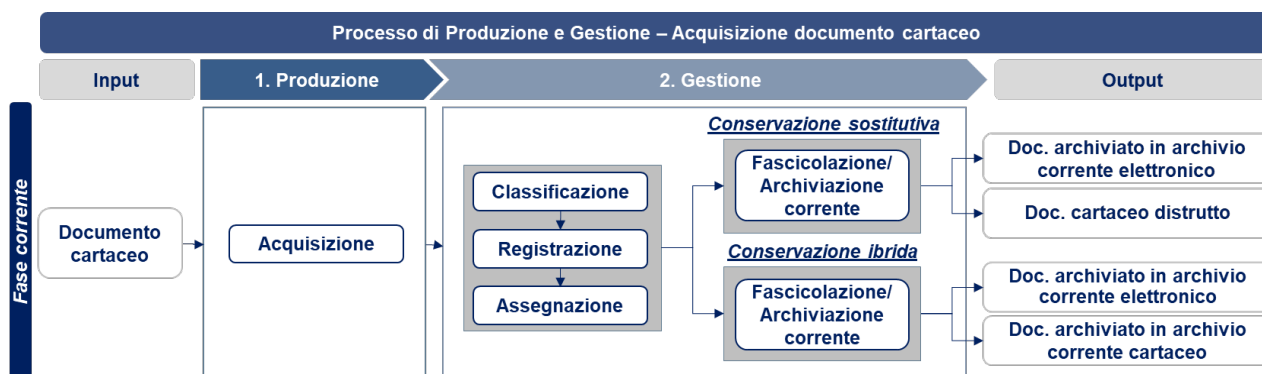 Processo di Produzione e Gestione – Acquisizione documento cartaceo
Input
1. Produzione
2. Gestione
Output
Fase corrente
Documento
cartaceo
Acquisizione
Classificazione
Registrazione
Assegnazione
Conservazione sostitutiva
Fascicolazione/
Archiviazione
corrente
Conservazione ibrida
Fascicolazione/
Archiviazione
corrente
Doc. archiviato in archivio
corrente elettronico
Doc. cartaceo distrutto
Doc. archiviato in archivio
corrente elettronico
Doc. archiviato in archivio
corrente cartaceo